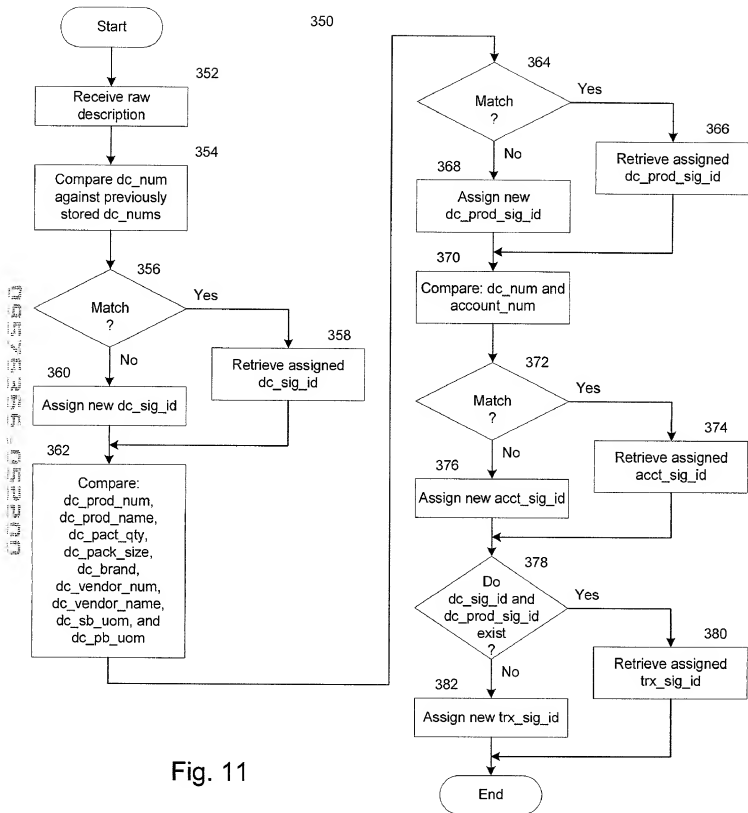 350
Start
352
Receive raw
description
354
Compare dc_num
against previously
stored dc_nums
356
Match
?
Yes
No
358
Retrieve assigned
dc_sig_id
360
Assign new dc_sig_id
362
Compare:
dc_prod_num,
dc_prod_name,
dc_pact_qty,
dc_pack_size,
dc_brand,
dc_vendor_num,
dc_vendor_name,
dc_sb_uom, and
dc_pb_uom
364
Match
?
Yes
No
366
Retrieve assigned
dc_prod_sig_id
368
Assign new
dc_prod_sig_id
370
Compare: dc_num and
account_num
372
Match
?
Yes
No
374
Retrieve assigned
acct_sig_id
376
Assign new acct_sig_id
378
Do
dc_sig_id and
dc_prod_sig_id
exist
?
Yes
No
380
Retrieve assigned
trx_sig_id
382
Assign new trx_sig_id
End
Fig. 11